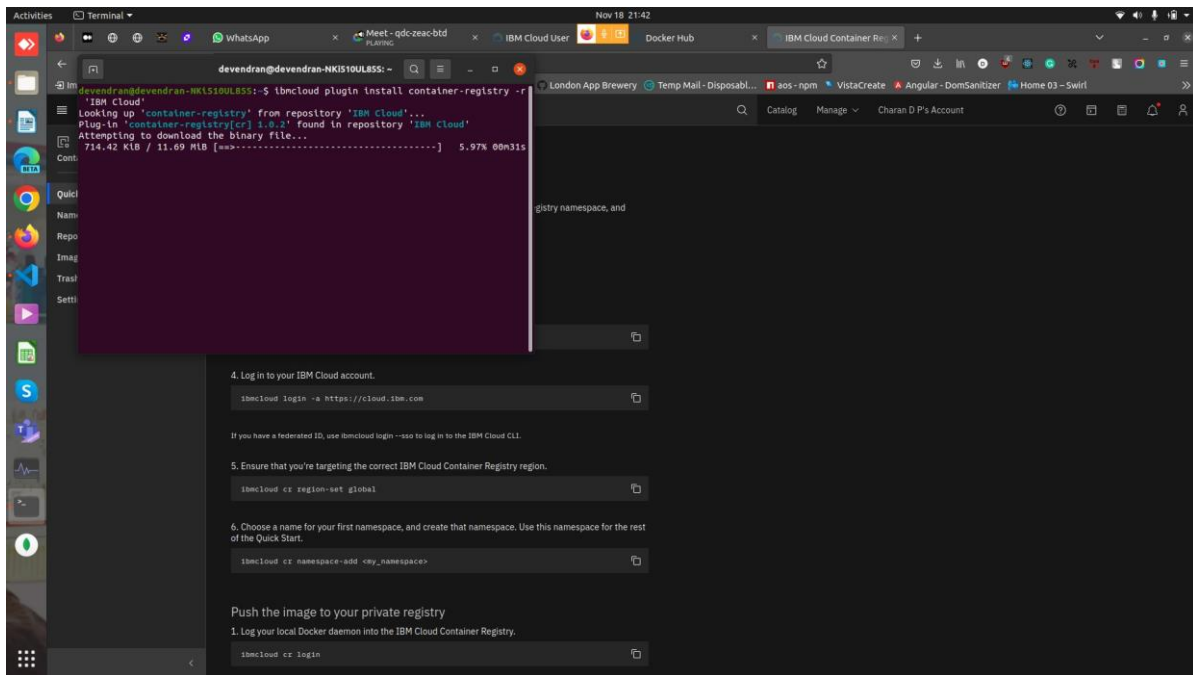 Activities
Terminal
Nov 18 21:42
WhatsApp
Meet - qdc-zeac-btd
PLAYING
IBM Cloud User
Docker Hub
IBM Cloud Container Reg
devendran@devendran-NKi510UL85S: ~
London App Brewery
Temp Mail - Disposabl...
aos - npm
VistaCreate
Angular - DomSanitizer
Home 03 – Swirl
Catalog
Manage
Charan D P's Account
devendran@devendran-NKi510UL85S:~$ ibmcloud plugin install container-registry -r
'IBM Cloud'
Looking up 'container-registry' from repository 'IBM Cloud'...
Plug-in 'container-registry[cr] 1.0.2' found in repository 'IBM Cloud'
Attempting to download the binary file...
714.42 KiB / 11.69 MiB [==>-----------------------------------] 5.97% 00m31s
BETA
Conta
Quick
Name
Repo
Imag
Trash
Setti
gistry namespace, and
4. Log in to your IBM Cloud account.
ibmcloud login -a https://cloud.ibm.com
If you have a federated ID, use ibmcloud login --sso to log in to the IBM Cloud CLI.
5. Ensure that you're targeting the correct IBM Cloud Container Registry region.
ibmcloud cr region-set global
6. Choose a name for your first namespace, and create that namespace. Use this namespace for the rest
of the Quick Start.
ibmcloud cr namespace-add <my_namespace>
Push the image to your private registry
1. Log your local Docker daemon into the IBM Cloud Container Registry.
ibmcloud cr login